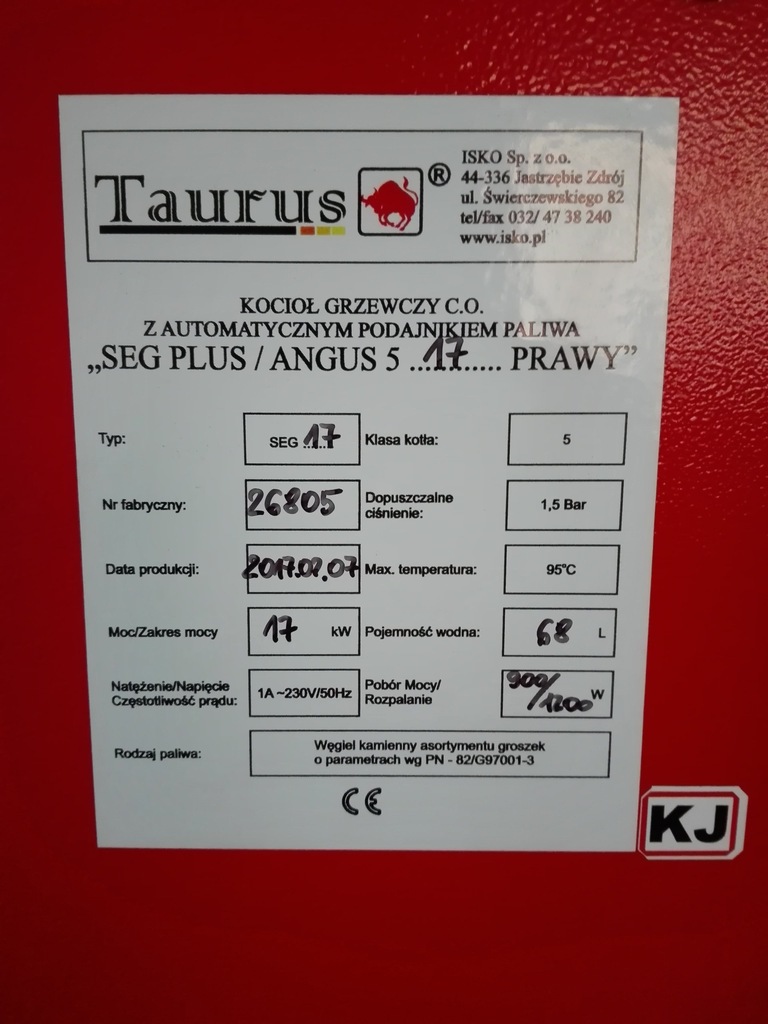 Taurus ®
ISKO Sp. z o.o.
44-336 Jastrzębie Zdrój
ul. Świerczewskiego 82
tel/fax 032/ 47 38 240
www.isko.pl
KOCIOŁ GRZEWCZY C.O.
Z AUTOMATYCZNYM PODAJNIKIEM PALIWA
„SEG PLUS / ANGUS 5 ...17..... PRAWY”
Typ: SEG ...17... Klasa kotła: 5
Nr fabryczny: 26805 Dopuszczalne ciśnienie: 1,5 Bar
Data produkcji: 2017.02.07 Max. temperatura: 95°C
Moc/Zakres mocy 17 kW Pojemność wodna: 68 L
Natężenie/Napięcie Częstotliwość prądu: 1A ~230V/50Hz Pobór Mocy/ Rozpalanie 900/1200 W
Rodzaj paliwa: Węgiel kamienny asortymentu groszek
o parametrach wg PN - 82/G97001-3
CE
KJ